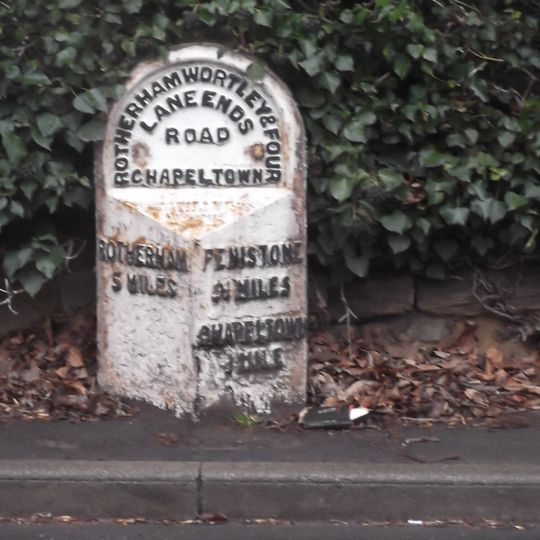 ROTHERHAM WORTLEY & FOUR
LANE ENDS
ROAD
CHAPELTOWN
ROTHERHAM
5 MILES
PENISTONE
MILES
CHAPELTOWN
MILE